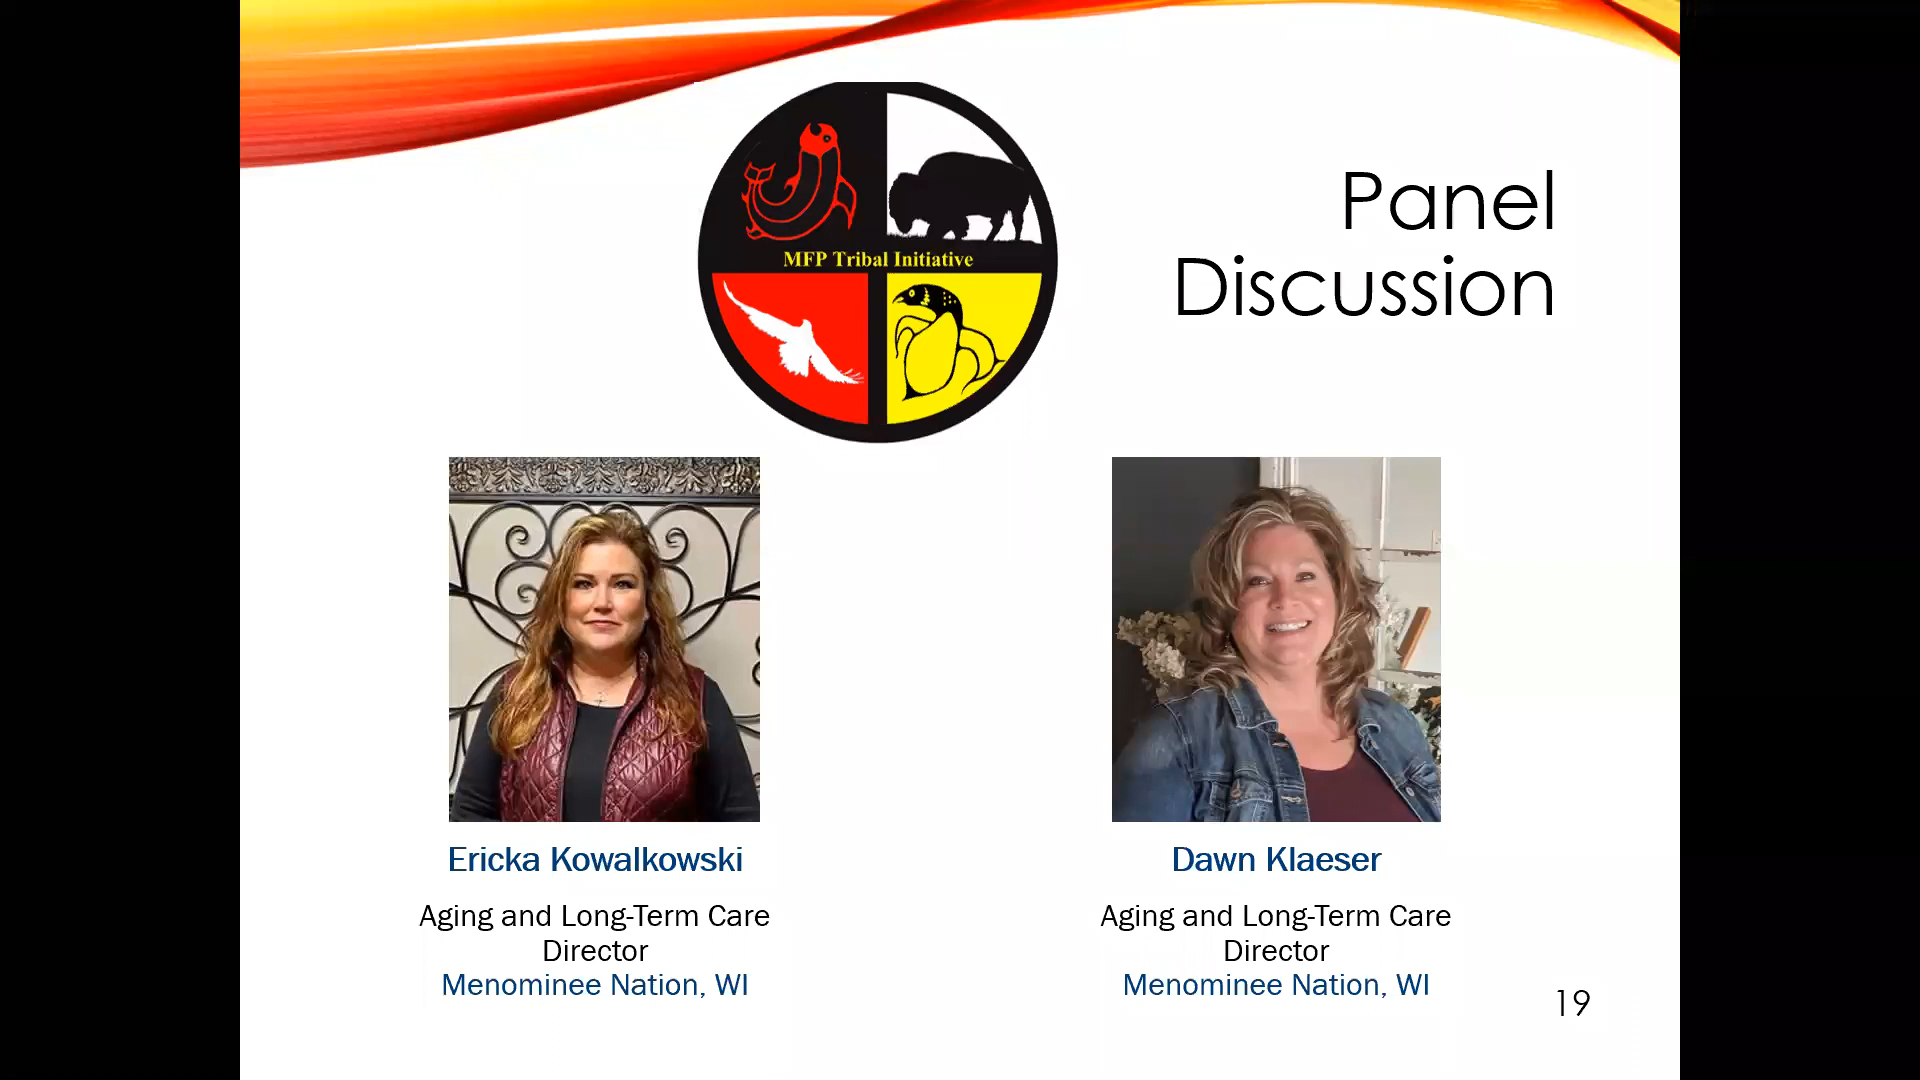 Panel
Discussion
MFP Tribal Initiative
Ericka Kowalkowski
Aging and Long-Term Care
Director
Menominee Nation, WI
Dawn Klaeser
Aging and Long-Term Care
Director
Menominee Nation, WI
19